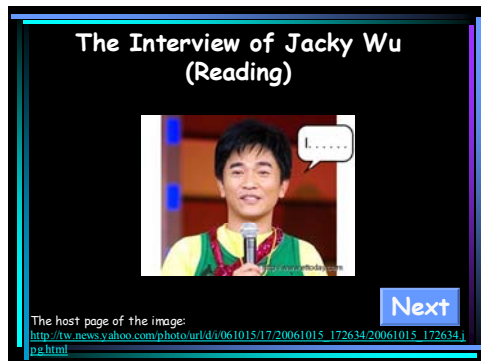 The Interview of Jacky Wu
(Reading)
I......
Next
The host page of the image:
http://tw.news.yahoo.com/photo/url/d/i/061015/17/20061015_172634/20061015_172634.j
pg.html